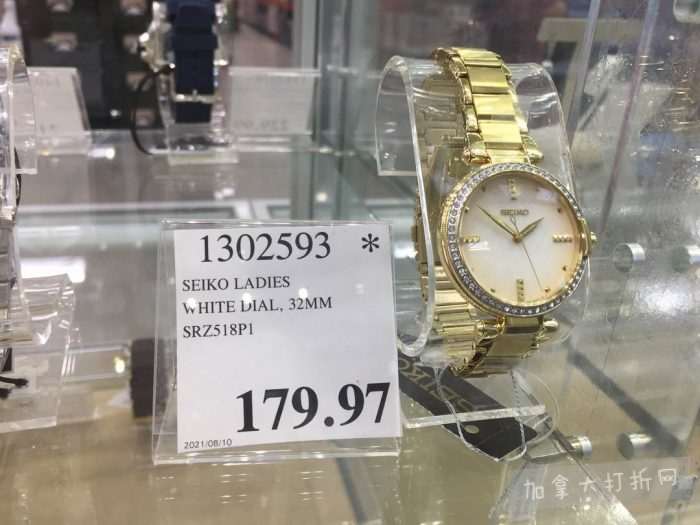 1302593 *
SEIKO LADIES
WHITE DIAL, 32MM
SRZ518P1
179.97
2021/08/10
SEIKO
加拿大打折网